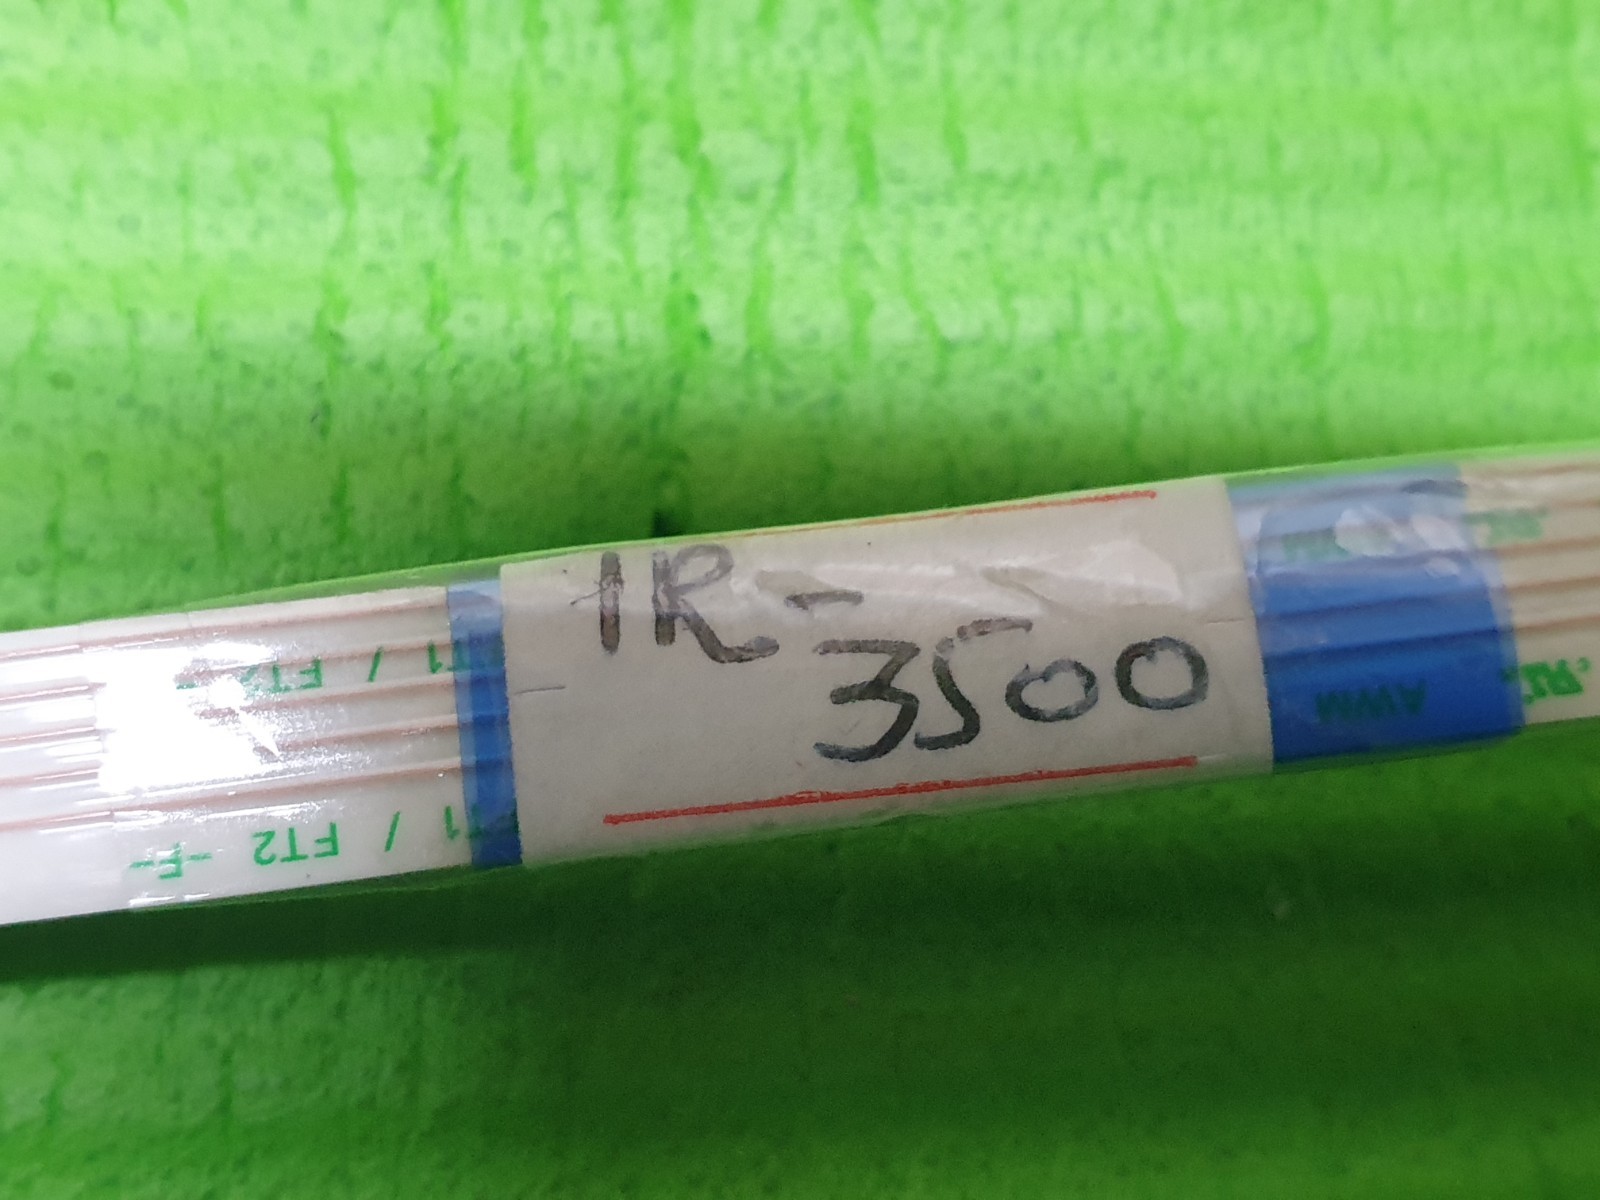 IR-
3500
T1 / FT2 -
T1 / FT2 -F-
AWM